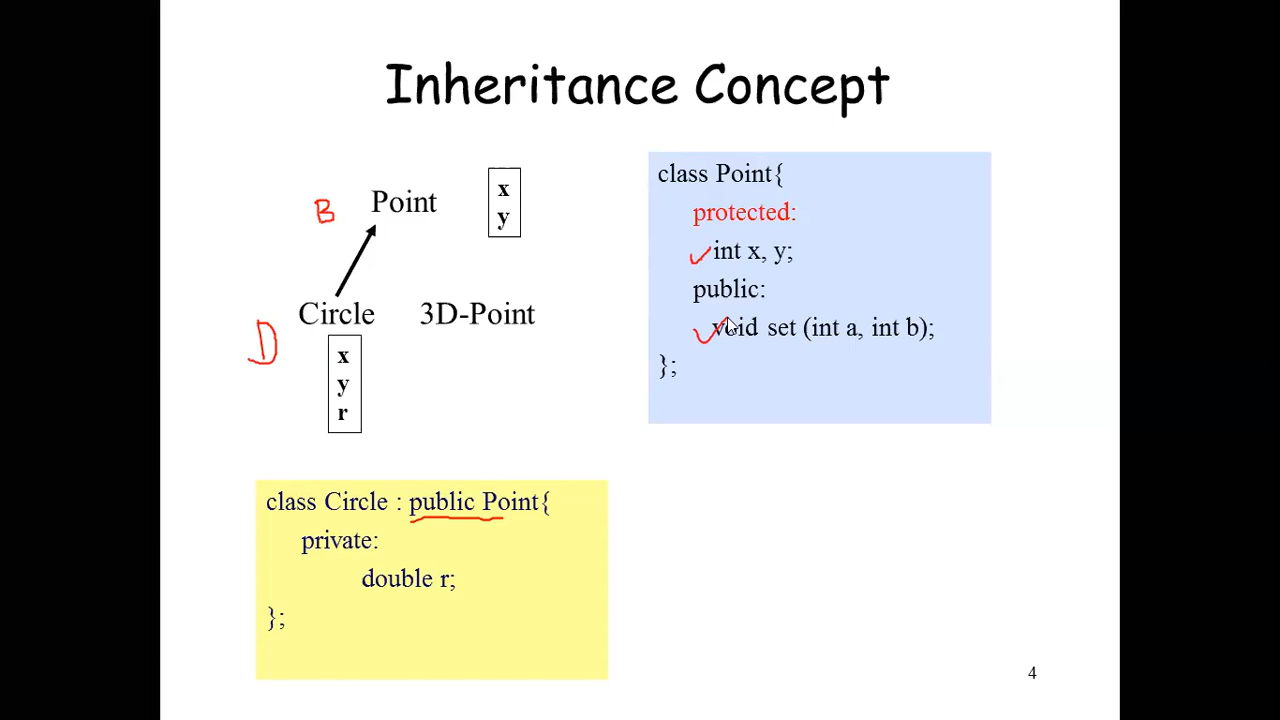 Inheritance Concept
B Point
x
y
Circle 3D-Point
D
x
y
r
class Point{
protected:
int x, y;
public:
void set (int a, int b);
};
class Circle : public Point{
private:
double r;
};
4